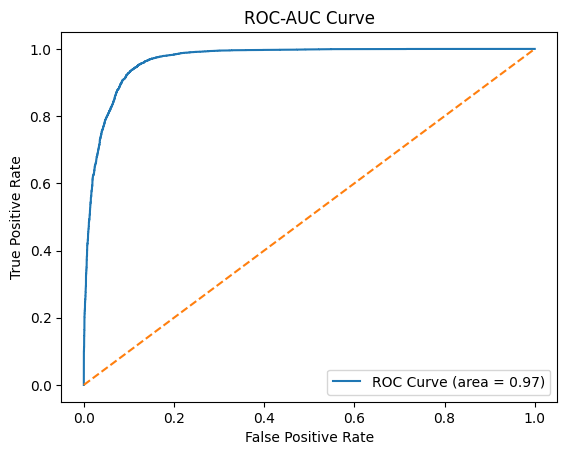 ROC-AUC Curve
True Positive Rate
1.0
0.8
0.6
0.4
0.2
0.0
ROC Curve (area = 0.97)
0.0 0.2 0.4 0.6 0.8 1.0
False Positive Rate